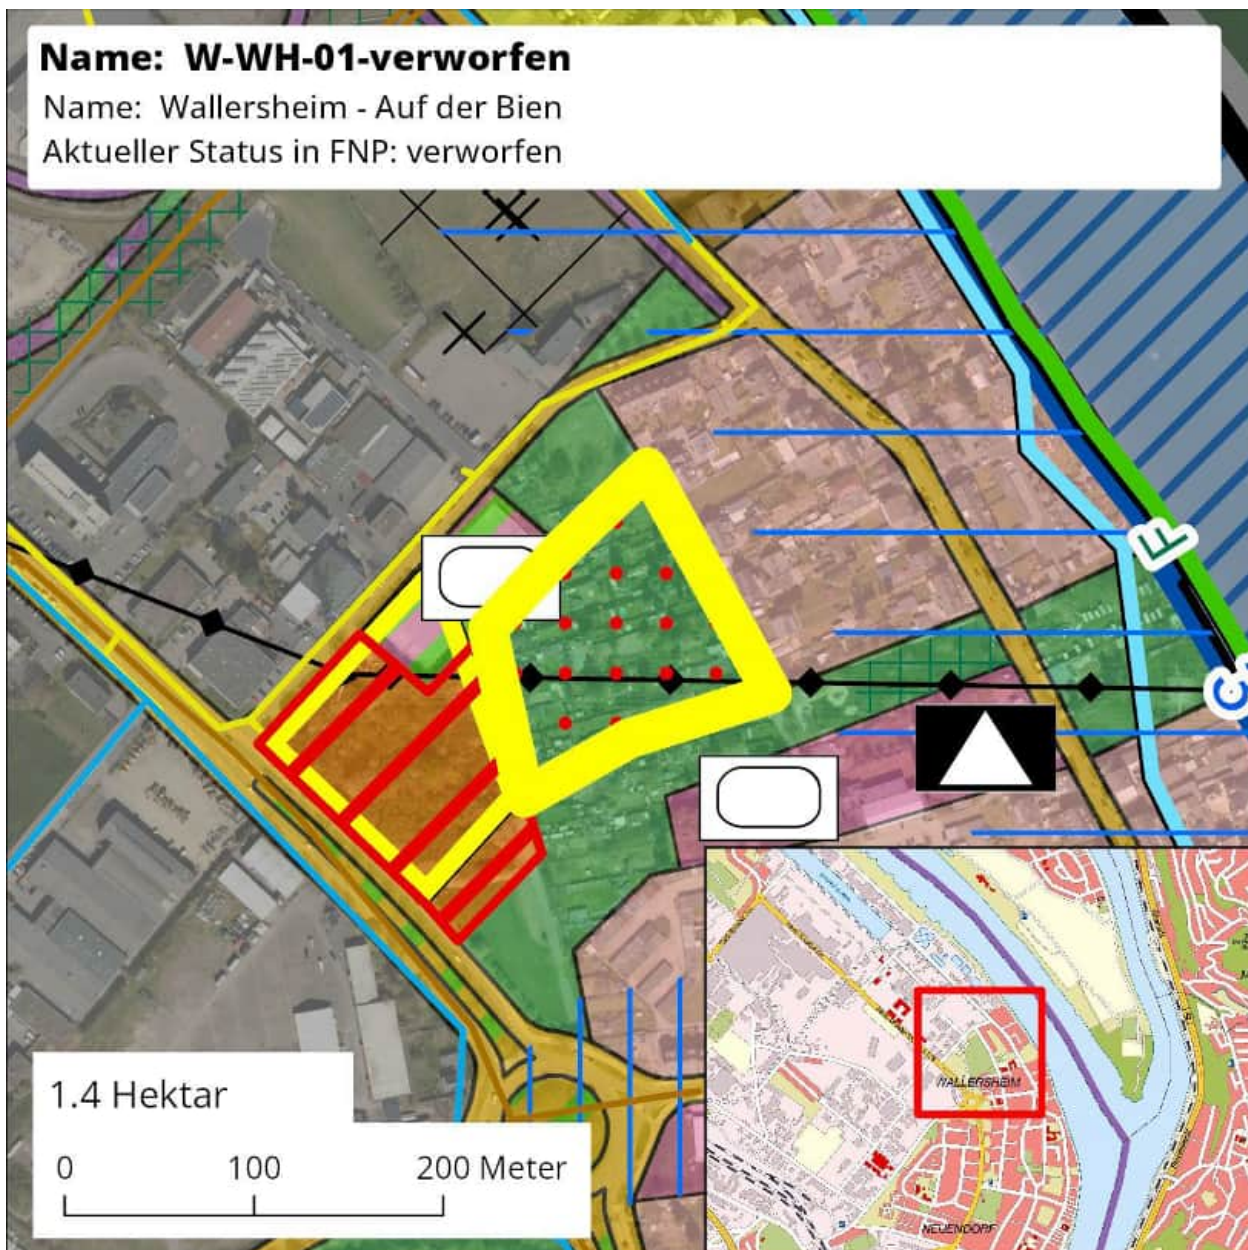 Name: W-WH-01-verworfen
Name: Wallersheim - Auf der Bien
Aktueller Status in FNP: verworfen
F
C
WALLERSHEIM
NEUENDORF
1.4 Hektar
0 100 200 Meter